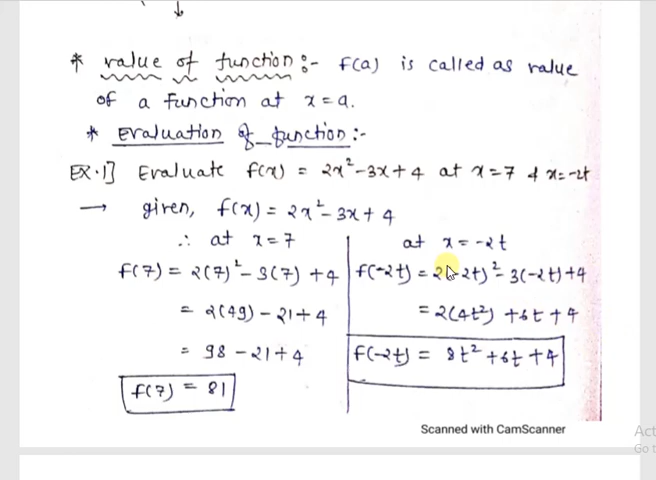 * value of function :- f(a) is called as value
of a function at x = a.
* Evaluation of function :-
EX.1] Evaluate f(x) = 2x² - 3x + 4 at x = 7 & x = -2t
→ given, f(x) = 2x² - 3x + 4
∴ at x = 7
f(7) = 2(7)² - 3(7) + 4
= 2(49) - 21 + 4
= 98 - 21 + 4
f(7) = 81
at x = -2t
f(-2t) = 2(-2t)² - 3(-2t) + 4
= 2(4t²) + 6t + 4
f(-2t) = 8t² + 6t + 4
Scanned with CamScanner
Act
Go t